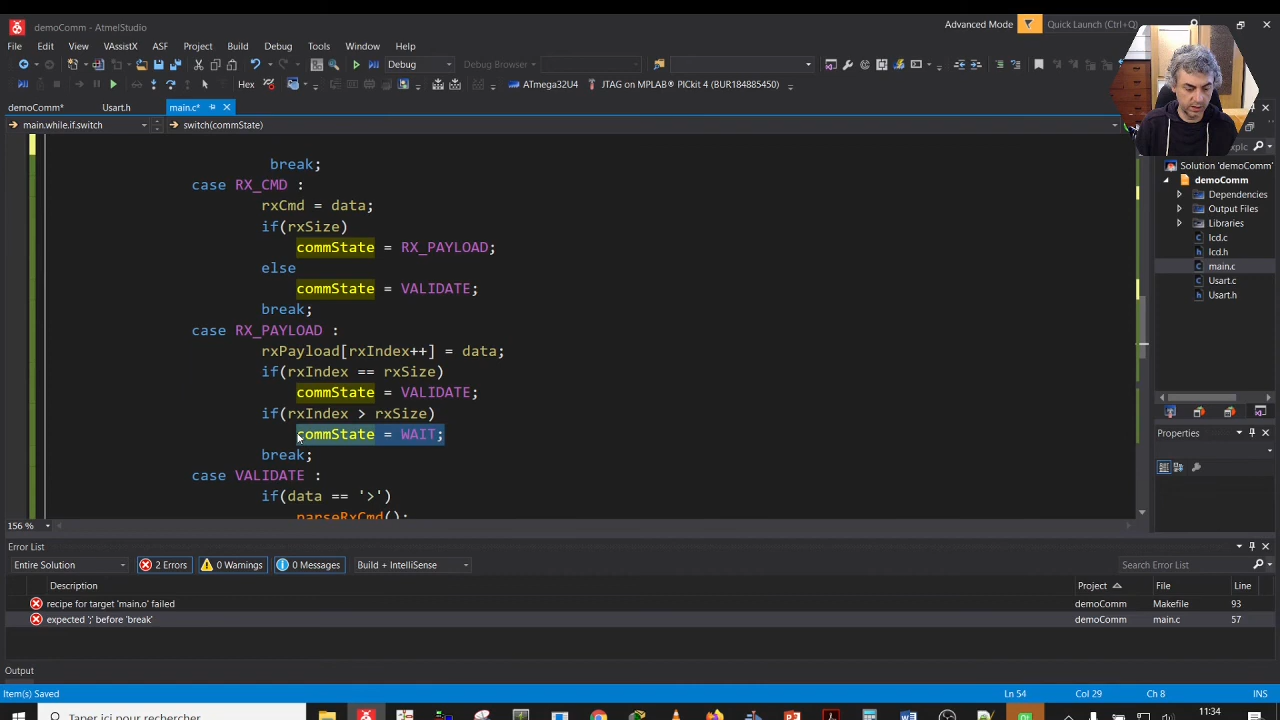 demoComm - AtmelStudio
Advanced Mode
Quick Launch (Ctrl+Q)
File Edit View VAssistX ASF Project Build Debug Tools Window Help
Debug
Debug Browser
Hex
ATmega32U4
JTAG on MPLAB® PICkit 4 (BUR184885450)
demoComm*
Usart.h
main.c*
main.while.if.switch
switch(commState)
break;
case RX_CMD :
rxCmd = data;
if(rxSize)
commState = RX_PAYLOAD;
else
commState = VALIDATE;
break;
case RX_PAYLOAD :
rxPayload[rxIndex++] = data;
if(rxIndex == rxSize)
commState = VALIDATE;
if(rxIndex > rxSize)
commState = WAIT;
break;
case VALIDATE :
if(data == '>')
parseRxCmd();
156 %
Solution 'demoComm'
demoComm
Dependencies
Output Files
Libraries
lcd.c
lcd.h
main.c
Usart.c
Usart.h
Properties
Error List
Entire Solution
2 Errors
0 Warnings
0 Messages
Build + IntelliSense
Search Error List
Description Project File Line
recipe for target 'main.o' failed demoComm Makefile 93
expected ';' before 'break' demoComm main.c 57
Output
Item(s) Saved
Ln 54
Col 29
Ch 8
INS
Taper ici pour rechercher
11:34